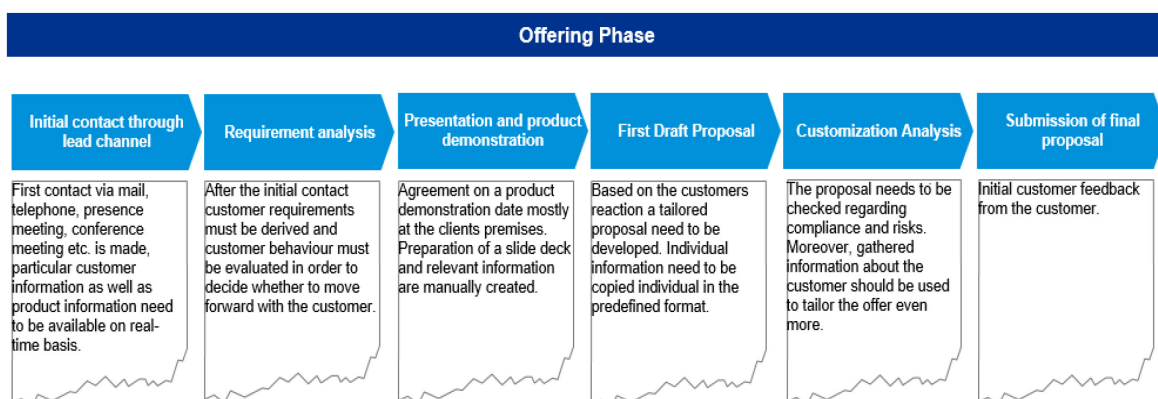 Offering Phase
Initial contact through
lead channel
Requirement analysis
Presentation and product
demonstration
First Draft Proposal
Customization Analysis
Submission of final
proposal
First contact via mail,
telephone, presence
meeting, conference
meeting etc. is made,
particular customer
information as well as
product information need
to be available on real-
time basis.
After the initial contact
customer requirements
must be derived and
customer behaviour must
be evaluated in order to
decide whether to move
forward with the customer.
Agreement on a product
demonstration date mostly
at the clients premises.
Preparation of a slide deck
and relevant information
are manually created.
Based on the customers
reaction a tailored
proposal need to be
developed. Individual
information need to be
copied individual in the
predefined format.
The proposal needs to be
checked regarding
compliance and risks.
Moreover, gathered
information about the
customer should be used
to tailor the offer even
more.
Initial customer feedback
from the customer.